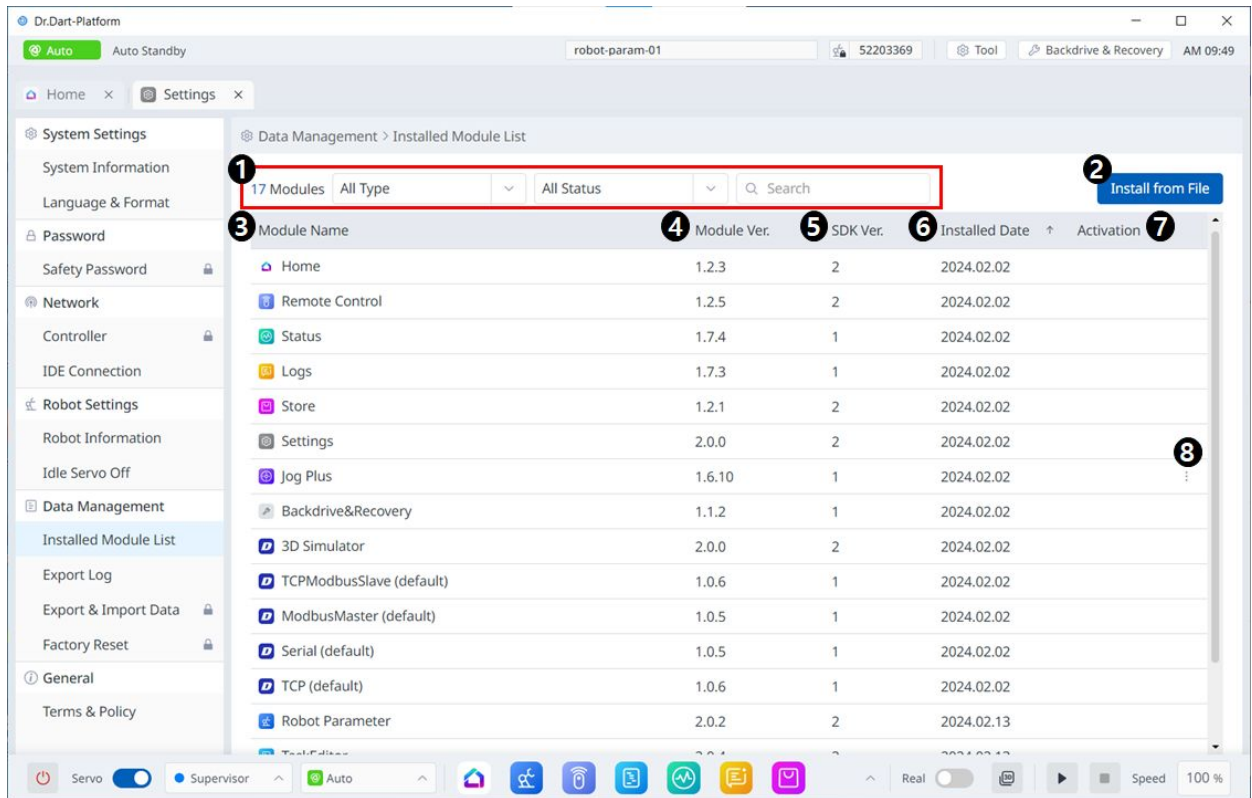 Dr.Dart-Platform
Auto Auto Standby robot-param-01 52203369 Tool Backdrive & Recovery AM 09:49
Home Settings
System Settings
System Information
Language & Format
Password
Safety Password
Network
Controller
IDE Connection
Robot Settings
Robot Information
Idle Servo Off
Data Management
Installed Module List
Export Log
Export & Import Data
Factory Reset
General
Terms & Policy
Data Management > Installed Module List
1 2
17 Modules All Type All Status Search Install from File
3 Module Name 4 Module Ver. 5 SDK Ver. 6 Installed Date ↑ Activation 7
Home 1.2.3 2 2024.02.02
Remote Control 1.2.5 2 2024.02.02
Status 1.7.4 1 2024.02.02
Logs 1.7.3 1 2024.02.02
Store 1.2.1 2 2024.02.02
Settings 2.0.0 2 2024.02.02
8
Jog Plus 1.6.10 1 2024.02.02
Backdrive&Recovery 1.1.2 1 2024.02.02
3D Simulator 2.0.0 2 2024.02.02
TCPModbusSlave (default) 1.0.6 1 2024.02.02
ModbusMaster (default) 1.0.5 1 2024.02.02
Serial (default) 1.0.5 1 2024.02.02
TCP (default) 1.0.6 1 2024.02.02
Robot Parameter 2.0.2 2 2024.02.13
Servo Supervisor Auto Real 3D Speed 100 %